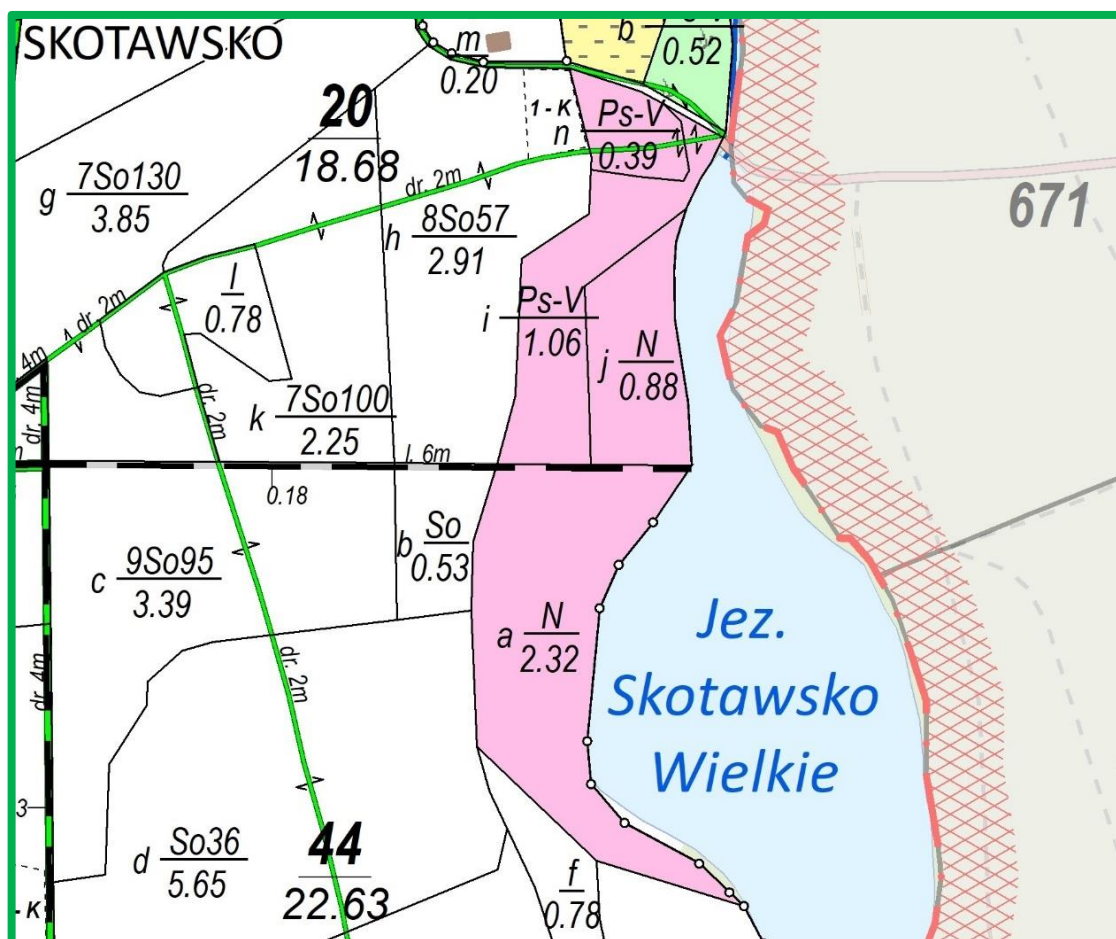 SKOTAWSKO
m
0.20
b
0.52
20
18.68
1 - K
n Ps-V
0.39
g 7So130
3.85
dr. 2m
671
h 8So57
2.91
l
0.78
dr. 2m
i Ps-V
1.06
j N
0.88
4m
dr. 4m
dr. 2m
k 7So100
2.25
l. 6m
0.18
b So
0.53
c 9So95
3.39
a N
2.32
Jez.
Skotawsko
Wielkie
dr. 4m
dr. 2m
3
d So36
5.65
44
22.63
f
0.78
- K